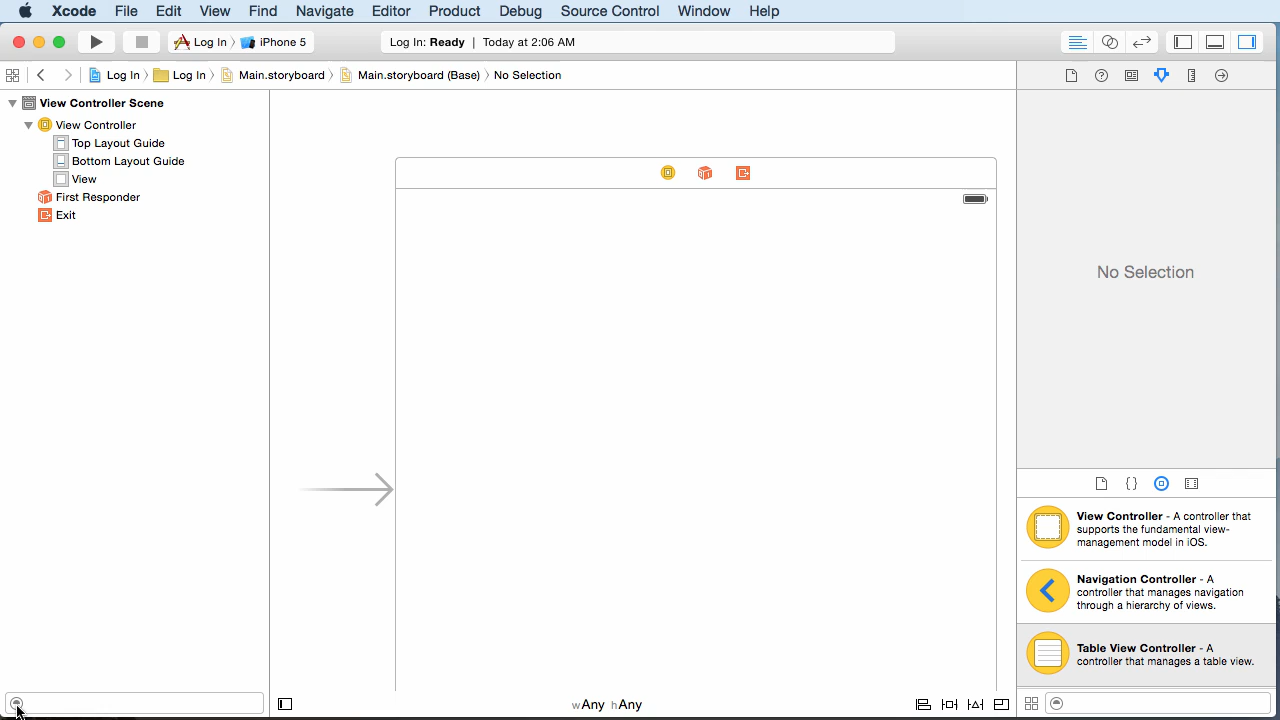 Xcode File Edit View Find Navigate Editor Product Debug Source Control Window Help
Log In iPhone 5 Log In: Ready | Today at 2:06 AM
Log In Log In Main.storyboard Main.storyboard (Base) No Selection
View Controller Scene
View Controller
Top Layout Guide
Bottom Layout Guide
View
First Responder
Exit
No Selection
{}
View Controller - A controller that
supports the fundamental view-
management model in iOS.
Navigation Controller - A
controller that manages navigation
through a hierarchy of views.
Table View Controller - A
controller that manages a table view.
wAny hAny